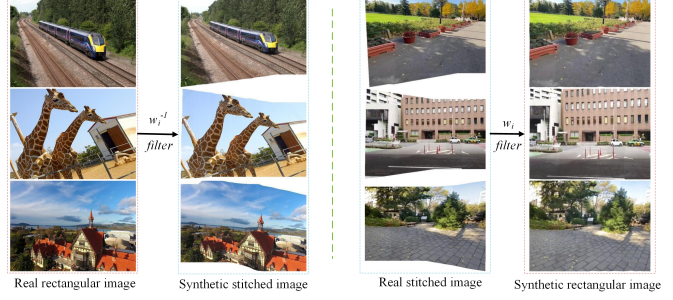 w_i^-1
filter
w_i
filter
Real rectangular image
Synthetic stitched image
Real stitched image
Synthetic rectangular image